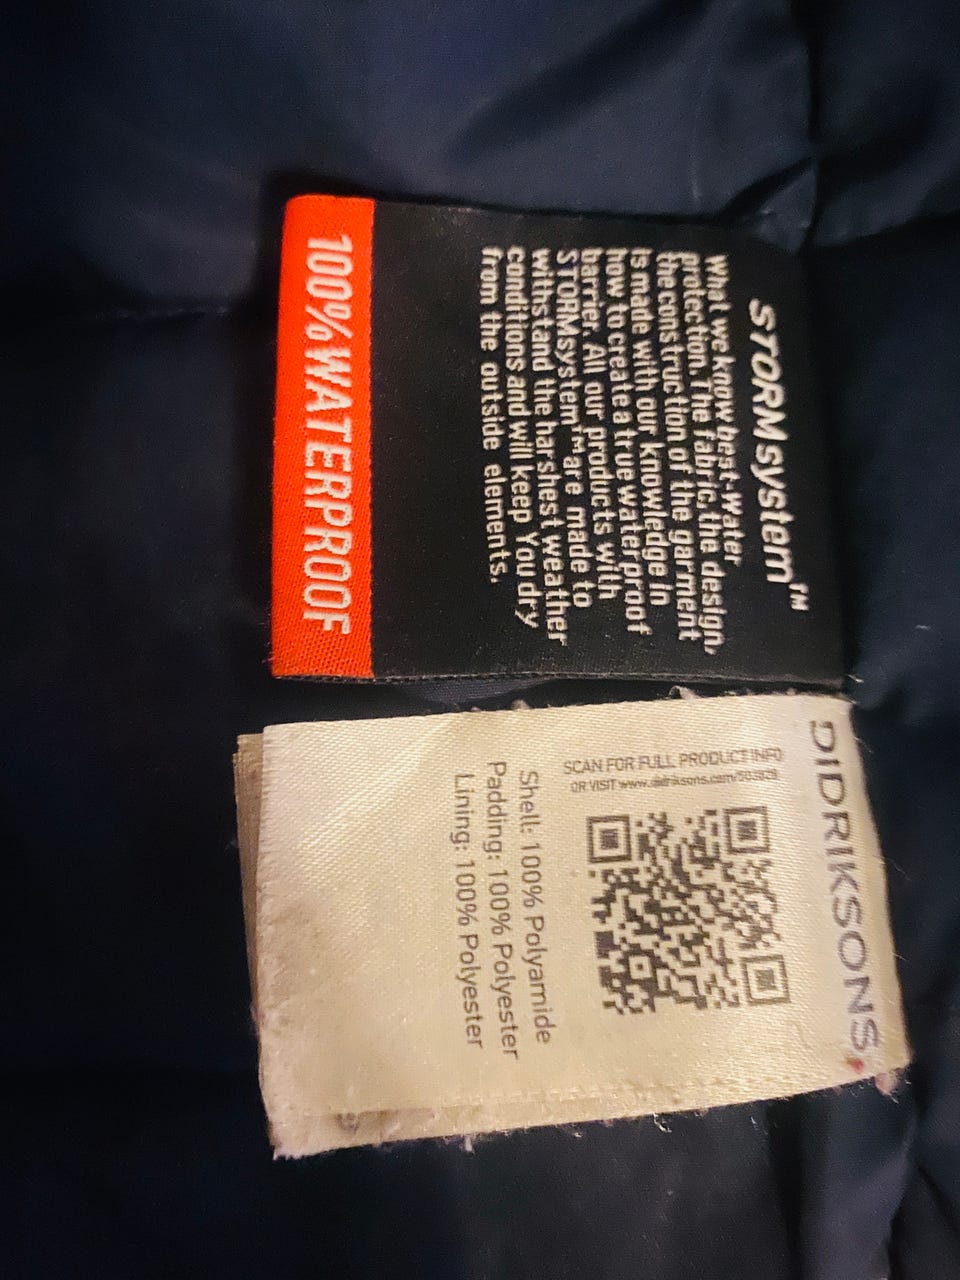 STORMsystem™
What we know best-water
protection. The fabric, the design,
the construction of the garment
is made with our knowledge in
how to create a true waterproof
barrier. All our products with
STORMsystem™ are made to
withstand the harshest weather
condtions and will keep You dry
from the outside elements.
100% WATERPROOF
DIDRIKSONS
SCAN FOR FULL PRODUCT INFO
OR VISIT
Shell: 100% Polyamide
Padding: 100% Polyester
Lining: 100% Polyester